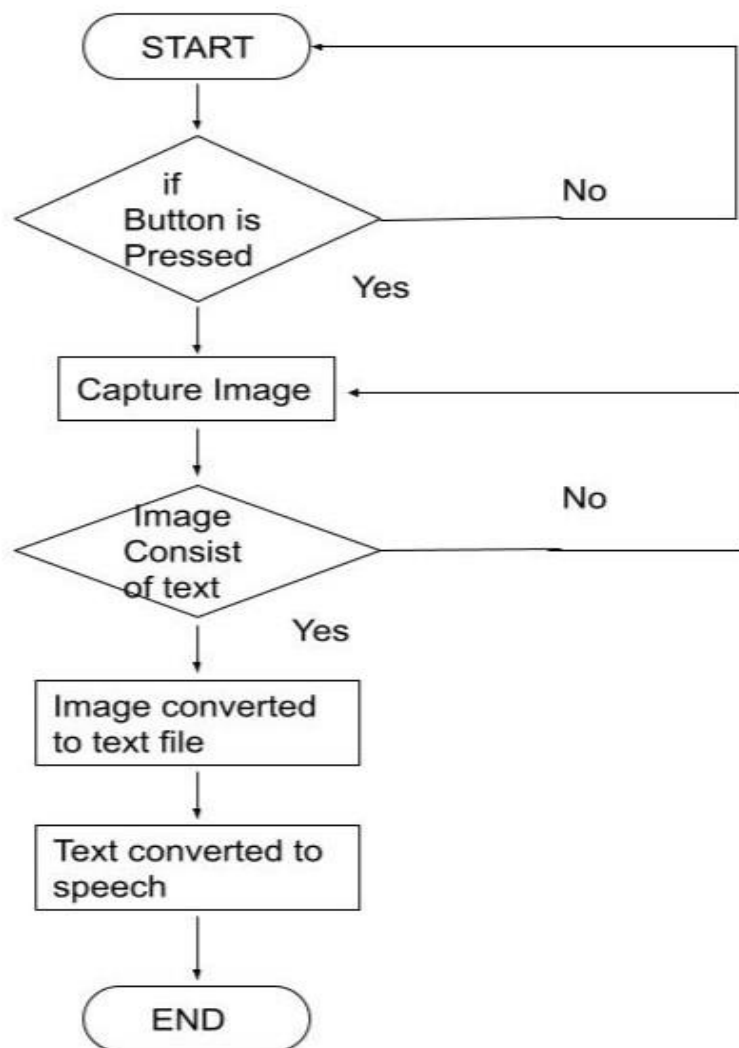 START
if
Button is
Pressed
No
Yes
Capture Image
Image
Consist
of text
No
Yes
Image converted
to text file
Text converted to
speech
END